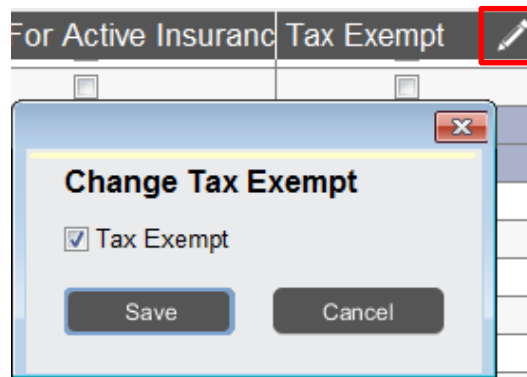 For Active Insuranc Tax Exempt
Change Tax Exempt
Tax Exempt
Save Cancel